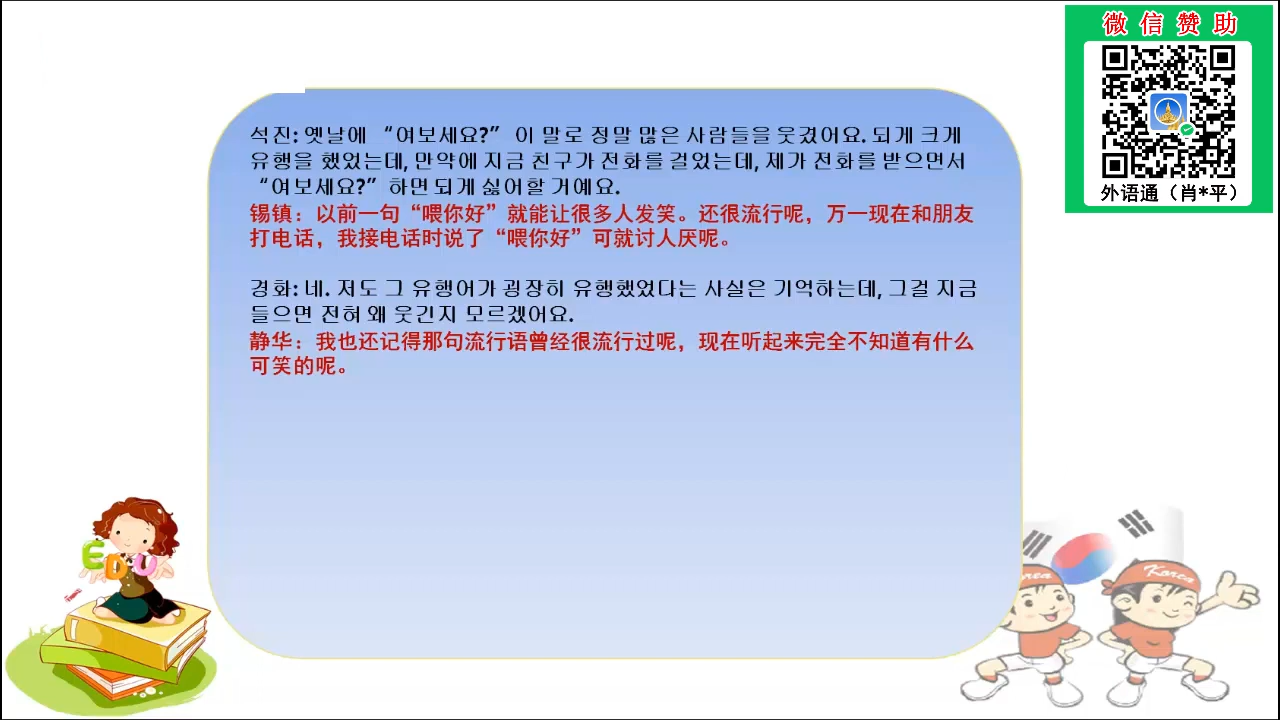 微信赞助
外语通（肖*平）
석진: 옛날에 “여보세요?” 이 말로 정말 많은 사람들을 웃겼어요. 되게 크게
유행을 했었는데, 만약에 지금 친구가 전화를 걸었는데, 제가 전화를 받으면서
“여보세요?” 하면 되게 싫어할 거예요.
锡镇：以前一句“喂你好”就能让很多人发笑。还很流行呢，万一现在和朋友
打电话，我接电话时说了“喂你好”可就讨人厌呢。
경화: 네. 저도 그 유행어가 굉장히 유행했었다는 사실은 기억하는데, 그걸 지금
들으면 전혀 왜 웃긴지 모르겠어요.
静华：我也还记得那句流行语曾经很流行过呢，现在听起来完全不知道有什么
可笑的呢。
EDU
Korea